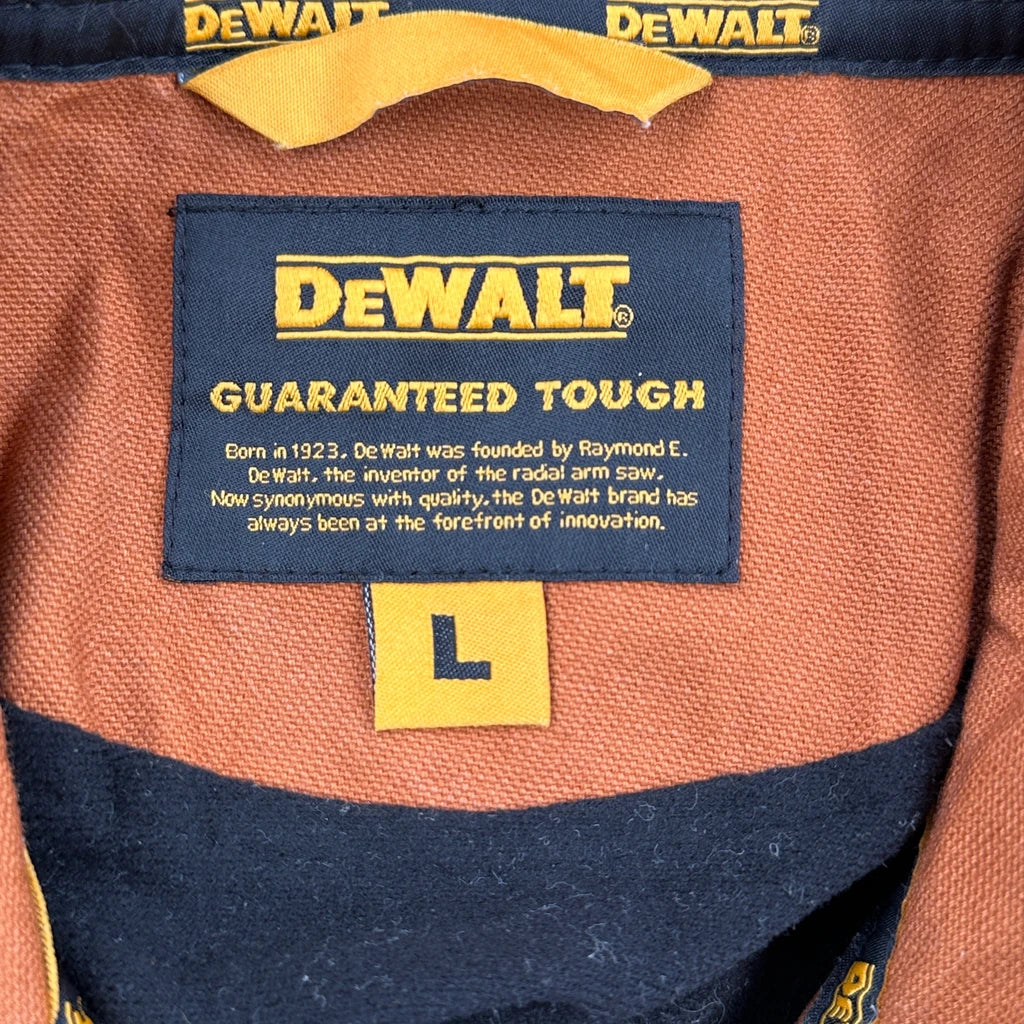 DEWALT DEWALT®
DEWALT®
GUARANTEED TOUGH
Born in 1923, DeWalt was founded by Raymond E.
DeWalt, the inventor of the radial arm saw.
Now synonymous with quality, the DeWalt brand has
always been at the forefront of innovation.
L